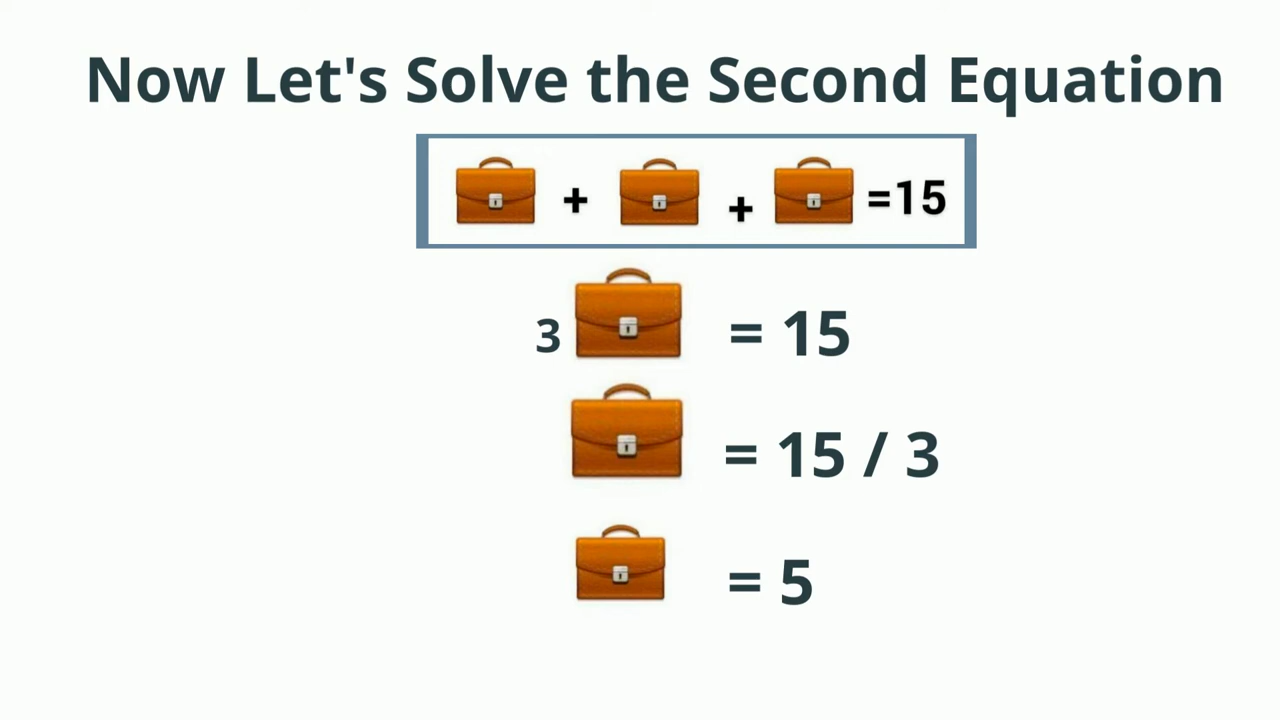 Now Let's Solve the Second Equation
+ + =15
3 = 15
= 15 / 3
= 5